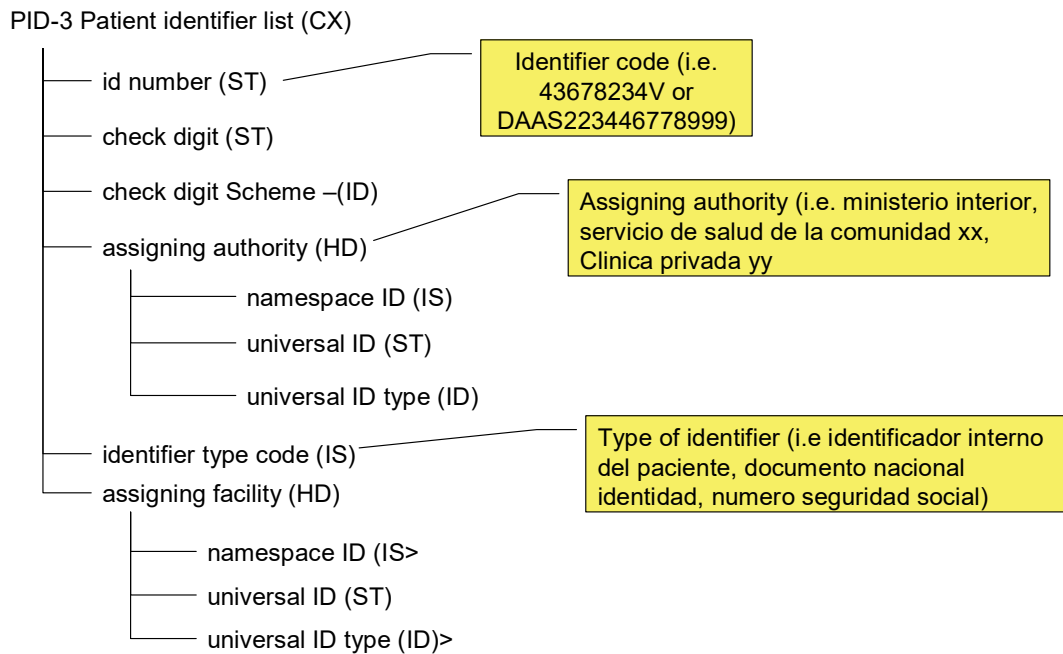 PID-3 Patient identifier list (CX)
id number (ST)
Identifier code (i.e.
43678234V or
DAAS223446778999)
check digit (ST)
check digit Scheme –(ID)
assigning authority (HD)
Assigning authority (i.e. ministerio interior,
servicio de salud de la comunidad xx,
Clinica privada yy
namespace ID (IS)
universal ID (ST)
universal ID type (ID)
identifier type code (IS)
Type of identifier (i.e identificador interno
del paciente, documento nacional
identidad, numero seguridad social)
assigning facility (HD)
namespace ID (IS>
universal ID (ST)
universal ID type (ID)>